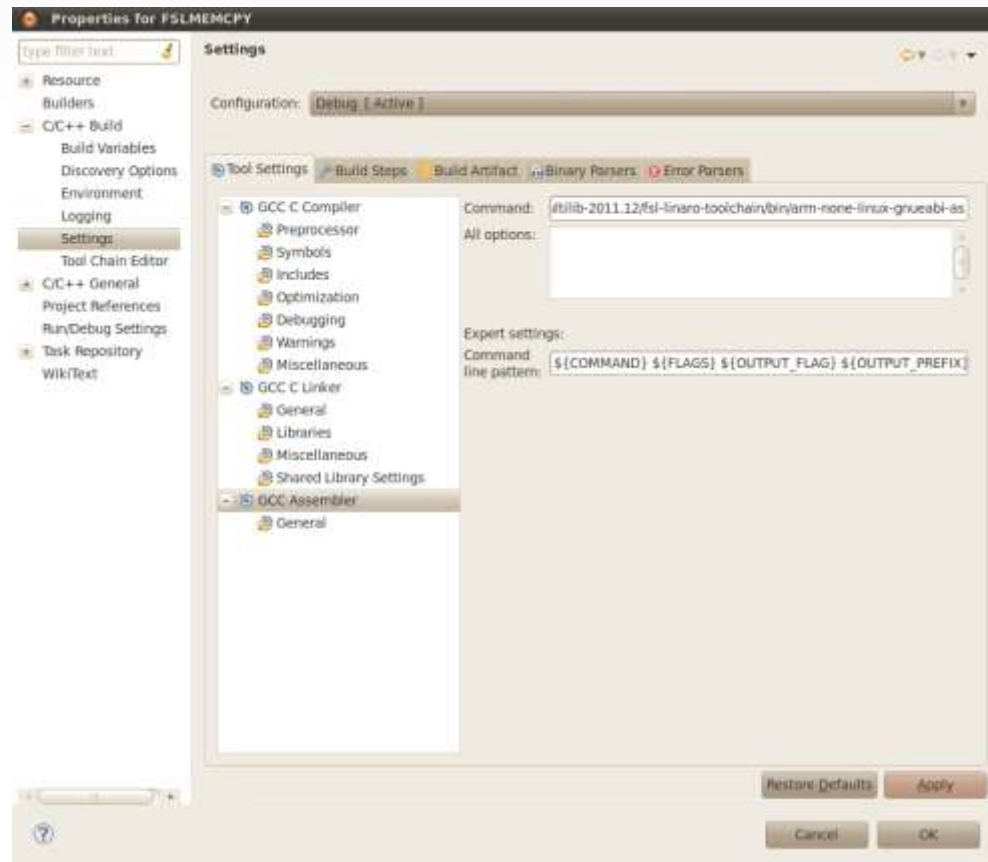 Properties for FSLMEMCPY
type filter text
Resource
Builders
C/C++ Build
Build Variables
Discovery Options
Environment
Logging
Settings
Tool Chain Editor
C/C++ General
Project References
Run/Debug Settings
Task Repository
WikiText
Settings
Configuration: Debug [ Active ]
Tool Settings Build Steps Build Artifact Binary Parsers Error Parsers
GCC C Compiler
Preprocessor
Symbols
Includes
Optimization
Debugging
Warnings
Miscellaneous
GCC C Linker
General
Libraries
Miscellaneous
Shared Library Settings
GCC Assembler
General
Command: ltilib-2011.12/fsl-linaro-toolchain/bin/arm-none-linux-gnueabi-as
All options:
Expert settings:
Command
line pattern: ${COMMAND} ${FLAGS} ${OUTPUT_FLAG} ${OUTPUT_PREFIX}
Restore Defaults Apply
Cancel OK